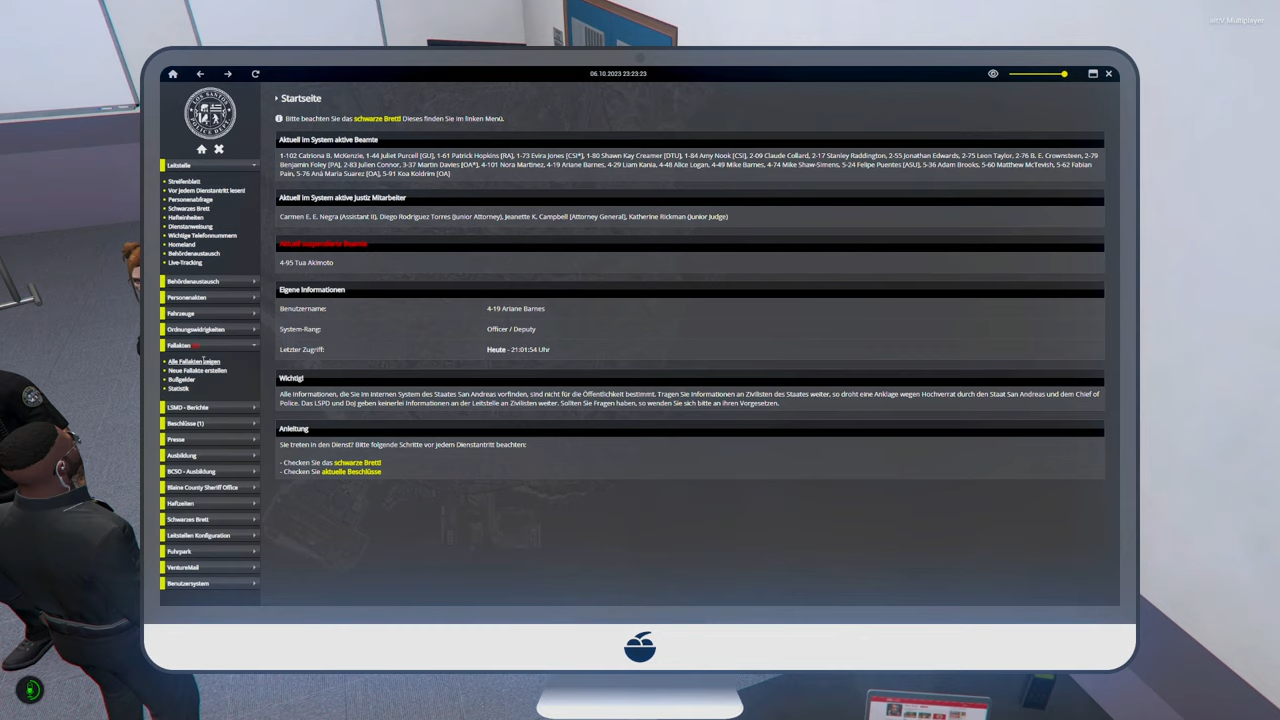 alt:V Multiplayer
06.10.2023 23:23:23
LOS SANTOS
Leitstelle
Streifenblatt
Vor jedem Dienstantritt lesen!
Personenabfrage
Schwarzes Brett
Hafteinheiten
Dienstanweisung
Wichtige Telefonnummern
Homeland
Behördenaustausch
Live-Tracking
Behördenaustausch
Personenakten
Fahrzeuge
Ordnungswidrigkeiten
Fallakten
Alle Fallakten zeigen
Neue Fallakte erstellen
Bußgelder
Statistik
LSMD - Berichte
Beschlüsse (1)
Presse
Ausbildung
BCSO - Ausbildung
Blaine County Sheriff Office
Haftzeiten
Schwarzes Brett
Leitstellen Konfiguration
Fuhrpark
VentureMail
Benutzersystem
Startseite
Bitte beachten Sie das schwarze Brett! Dieses finden Sie im linken Menü.
Aktuell im System aktive Beamte
1-102 Catriona B. McKenzie, 1-44 Juliet Purcell [GU], 1-61 Patrick Hopkins [RA], 1-73 Evira Jones [CSI*], 1-80 Shawn Kay Creamer [DTU], 1-84 Amy Nook [CSI], 2-09 Claude Collard, 2-17 Stanley Raddington, 2-55 Jonathan Edwards, 2-75 Leon Taylor, 2-76 B. E. Crownsteen, 2-79
Benjamin Foley [PA], 2-83 Julien Connor, 3-37 Martin Davies [OA*], 4-101 Nora Martinez, 4-19 Ariane Barnes, 4-29 Liam Kania, 4-48 Alice Logan, 4-49 Mike Barnes, 4-74 Mike Shaw-Simens, 5-24 Felipe Puentes [ASU], 5-36 Adam Brooks, 5-60 Matthew McTevish, 5-62 Fabian
Pain, 5-76 Aná María Suarez [OA], S-91 Koa Koldrim [OA]
Aktuell im System aktive Justiz Mitarbeiter
Carmen E. E. Negra (Assistant II), Diego Rodriguez Torres (Junior Attorney), Jeanette K. Campbell [Attorney General], Katherine Rickman (Junior Judge)
Aktuell suspendierte Beamte
4-95 Tua Akimoto
Eigene Informationen
Benutzername: 4-19 Ariane Barnes
System-Rang: Officer / Deputy
Letzter Zugriff: Heute - 21:01:54 Uhr
Wichtig!
Alle Informationen, die Sie im Internen System des Staates San Andreas vorfinden, sind nicht für die Öffentlichkeit bestimmt. Tragen Sie Informationen an Zivilisten des Staates weiter, so droht eine Anklage wegen Hochverrat durch den Staat San Andreas und dem Chief of
Police. Das LSPD und DoJ geben keinerlei Informationen an der Leitstelle an Zivilisten weiter. Sollten Sie Fragen haben, so wenden Sie sich bitte an Ihren Vorgesetzten.
Anleitung
Sie treten in den Dienst? Bitte folgende Schritte vor jedem Dienstantritt beachten:
- Checken Sie das schwarze Brett!
- Checken Sie aktuelle Beschlüsse